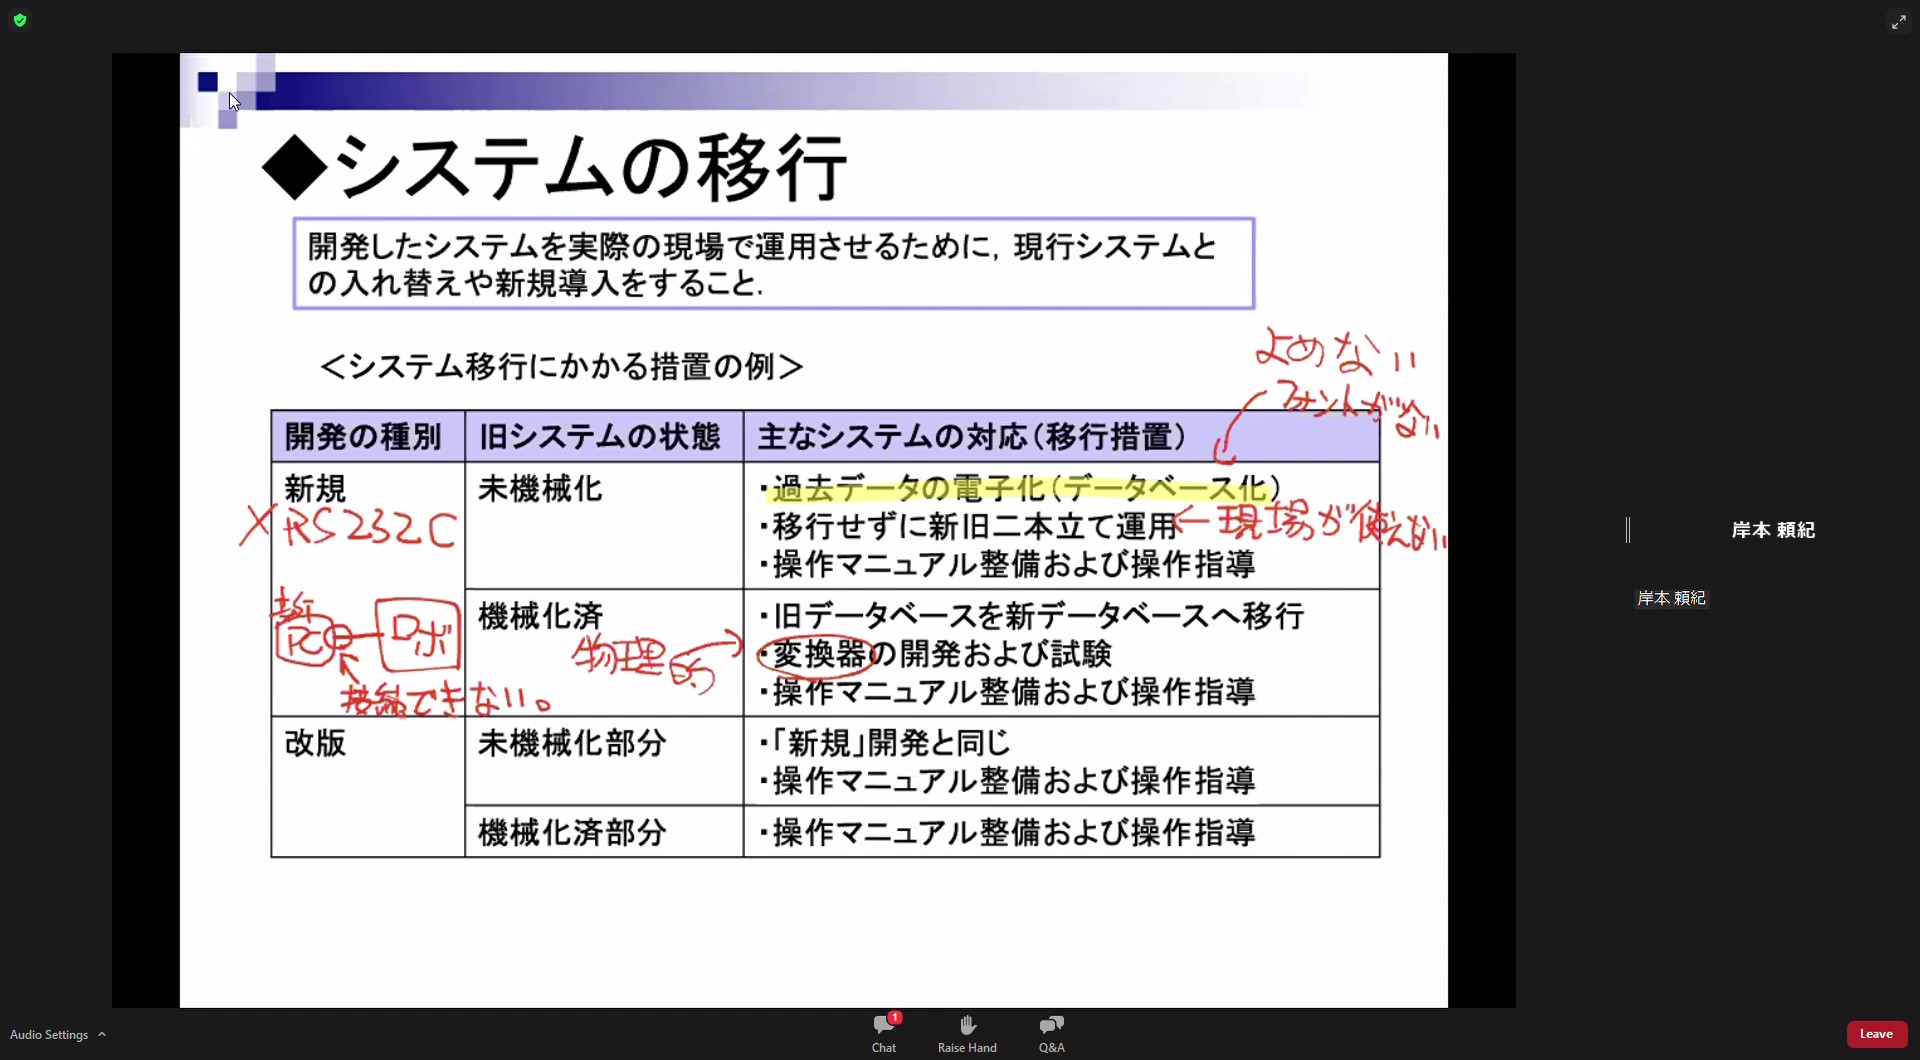 ◆システムの移行
開発したシステムを実際の現場で運用させるために，現行システムと
の入れ替えや新規導入をすること．
＜システム移行にかかる措置の例＞
よめない
フォントがない
開発の種別
旧システムの状態
主なシステムの対応（移行措置）
新規
×RS232C
新
PC
ロボ
接続できない。
未機械化
・過去データの電子化（データベース化）
・移行せずに新旧二本立て運用
←現場が使えない
・操作マニュアル整備および操作指導
機械化済
物理的
・旧データベースを新データベースへ移行
・変換器の開発および試験
・操作マニュアル整備および操作指導
改版
未機械化部分
・「新規」開発と同じ
・操作マニュアル整備および操作指導
機械化済部分
・操作マニュアル整備および操作指導
岸本 頼紀
岸本 頼紀
Audio Settings
1
Chat
Raise Hand
Q&A
Leave